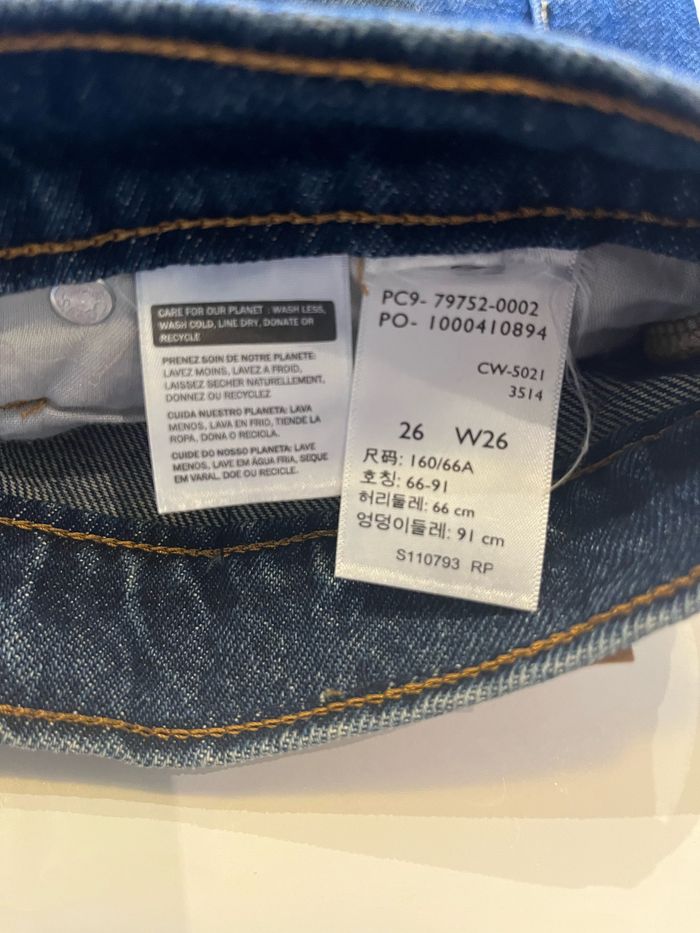 CARE FOR OUR PLANET : WASH LESS,
WASH COLD, LINE DRY, DONATE OR
RECYCLE
PRENEZ SOIN DE NOTRE PLANETE:
LAVEZ MOINS, LAVEZ A FROID,
LAISSEZ SECHER NATURELLEMENT,
DONNEZ OU RECYCLEZ
CUIDA NUESTRO PLANETA: LAVA
MENOS, LAVA EN FRIO, TIENDE LA
ROPA, DONA O RECICLA.
CUIDE DO NOSSO PLANETA: LAVE
MENOS, LAVE EM ÁGUA FRIA, SEQUE
EM VARAL, DOE OU RECICLE.
PC9- 79752-0002
PO- 1000410894
CW-5021
3514
26 W26
尺码: 160/66A
호칭: 66-91
허리둘레: 66 cm
엉덩이둘레: 91 cm
S110793 RP